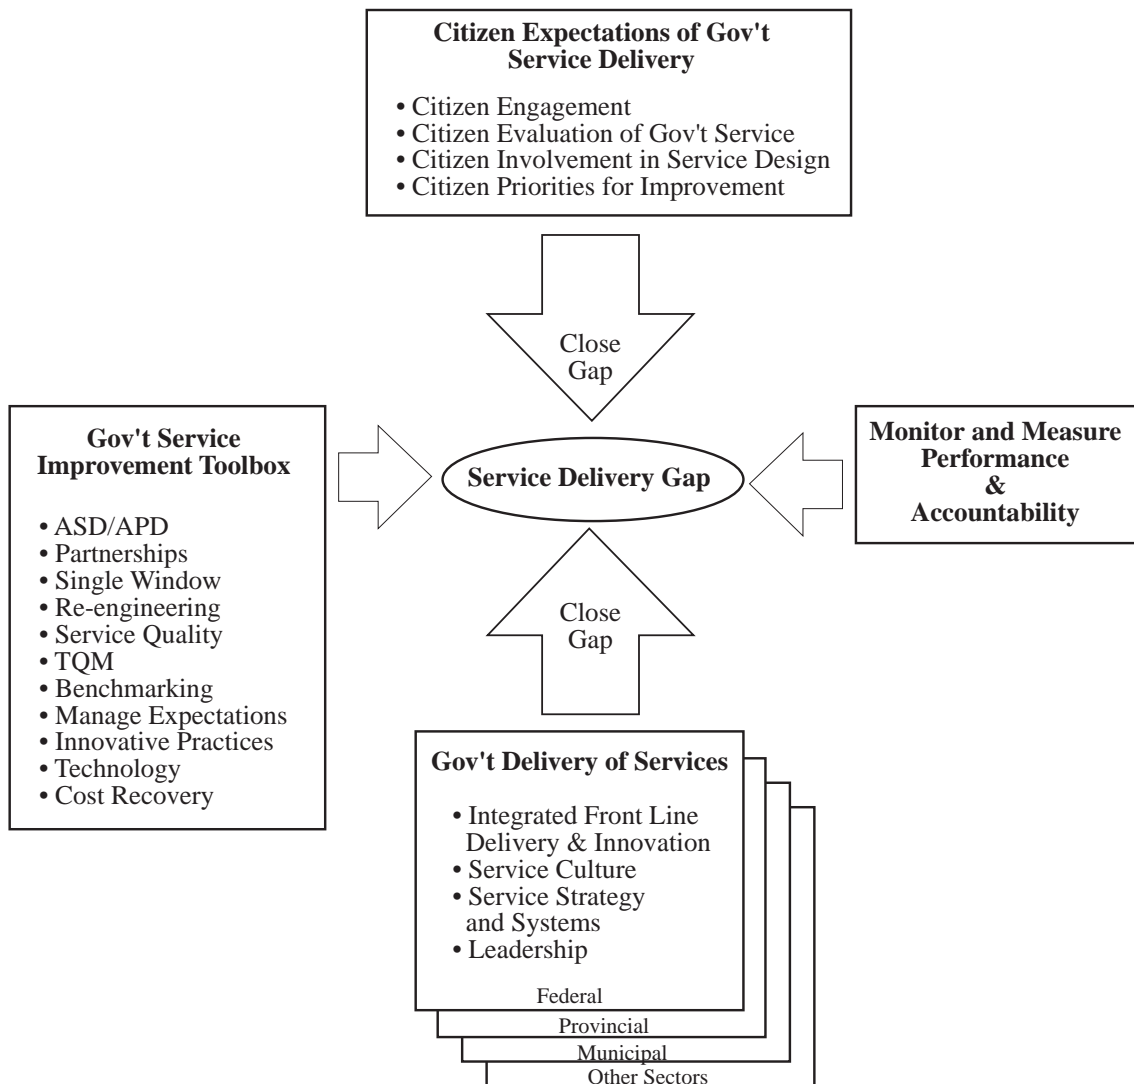 Citizen Expectations of Gov't
Service Delivery
• Citizen Engagement
• Citizen Evaluation of Gov't Service
• Citizen Involvement in Service Design
• Citizen Priorities for Improvement
Close
Gap
Gov't Service
Improvement Toolbox
• ASD/APD
• Partnerships
• Single Window
• Re-engineering
• Service Quality
• TQM
• Benchmarking
• Manage Expectations
• Innovative Practices
• Technology
• Cost Recovery
Service Delivery Gap
Monitor and Measure
Performance
&
Accountability
Close
Gap
Gov't Delivery of Services
• Integrated Front Line
Delivery & Innovation
• Service Culture
• Service Strategy
and Systems
• Leadership
Federal
Provincial
Municipal
Other Sectors